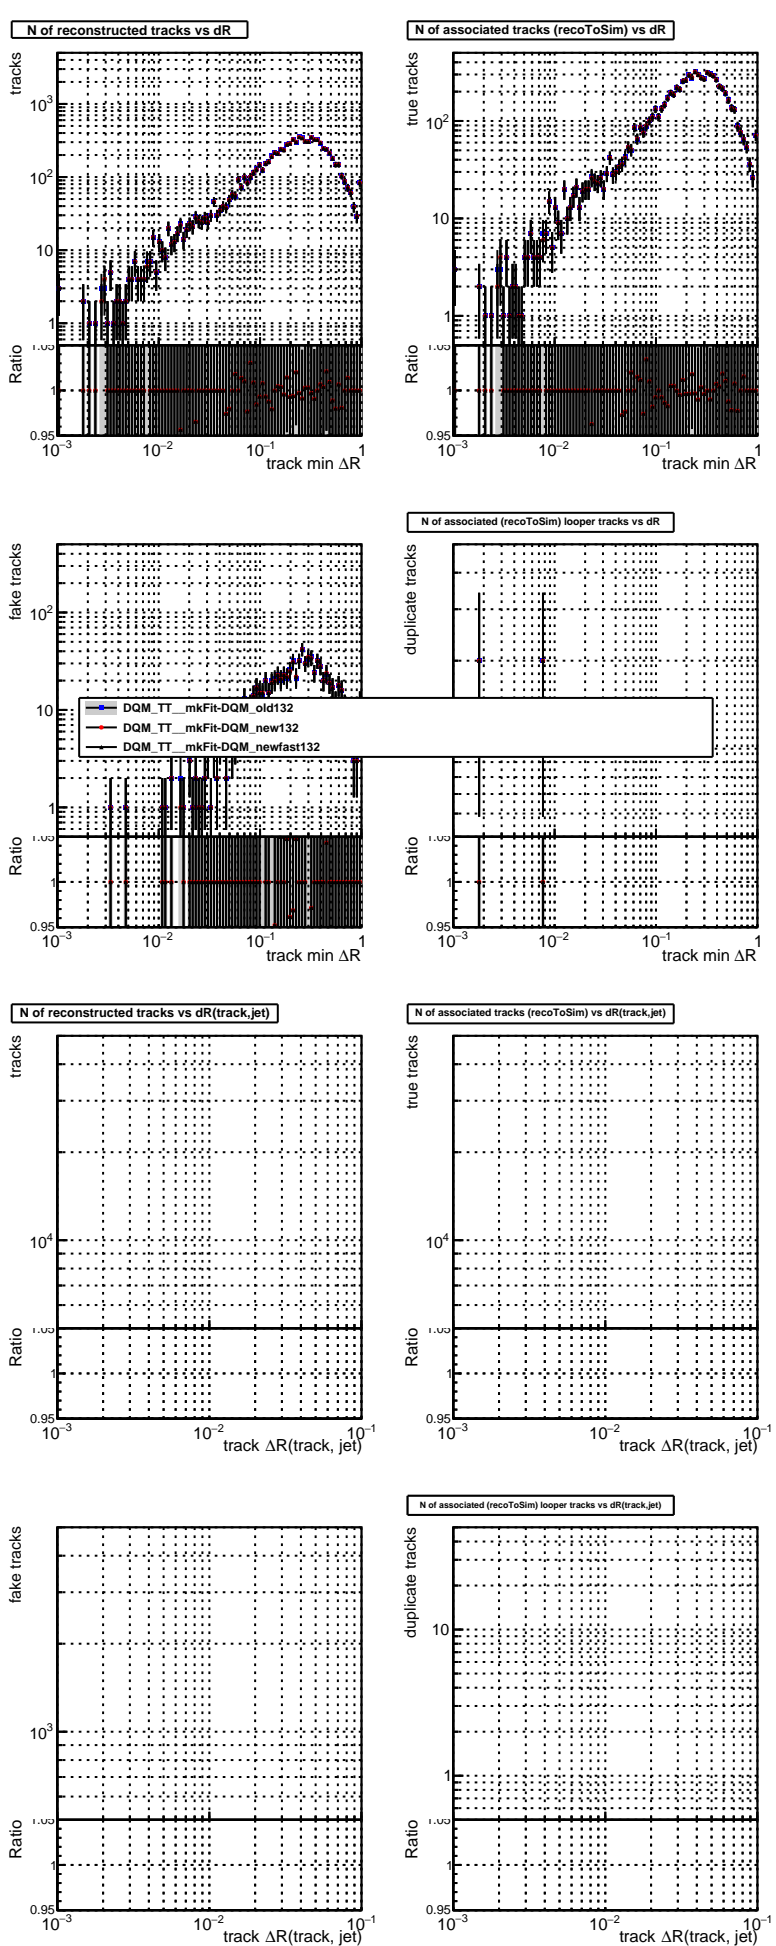 N of reconstructed tracks vs dR
tracks
10³
10²
10
1
Ratio
1.05
1
0.95
10⁻³
10⁻²
10⁻¹
1
track min ΔR
N of associated tracks (recoToSim) vs dR
true tracks
10²
10
1
Ratio
1.05
1
0.95
10⁻³
10⁻²
10⁻¹
1
track min ΔR
fake tracks
10²
10
1
Ratio
1.05
1
0.95
10⁻³
10⁻²
10⁻¹
1
track min ΔR
N of associated (recoToSim) looper tracks vs dR
duplicate tracks
Ratio
1.05
1
0.95
10⁻³
10⁻²
10⁻¹
1
track min ΔR
DQM_TT__mkFit-DQM_old132
DQM_TT__mkFit-DQM_new132
DQM_TT__mkFit-DQM_newfast132
N of reconstructed tracks vs dR(track,jet)
tracks
10⁴
Ratio
1.05
1
0.95
10⁻³
10⁻²
10⁻¹
track ΔR(track, jet)
N of associated tracks (recoToSim) vs dR(track,jet)
true tracks
10⁴
Ratio
1.05
1
0.95
10⁻³
10⁻²
10⁻¹
track ΔR(track, jet)
fake tracks
10³
Ratio
1.05
1
0.95
10⁻³
10⁻²
10⁻¹
track ΔR(track, jet)
N of associated (recoToSim) looper tracks vs dR(track,jet)
duplicate tracks
10
1
Ratio
1.05
1
0.95
10⁻³
10⁻²
10⁻¹
track ΔR(track, jet)